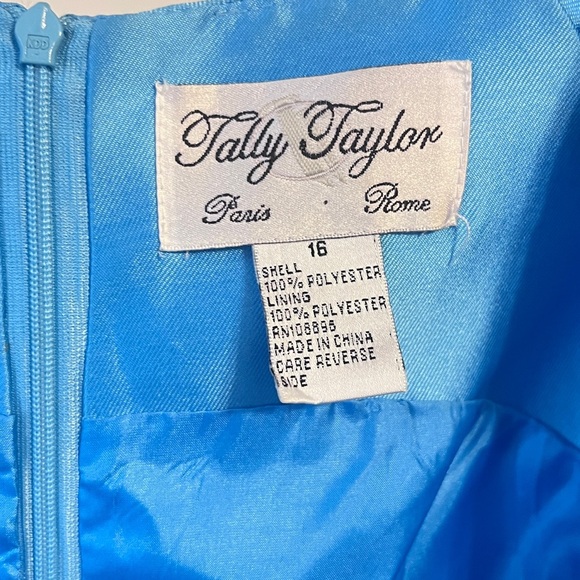 Tally Taylor
Paris Rome
16
SHELL
100% POLYESTER
LINING
100% POLYESTER
RN108896
MADE IN CHINA
CARE REVERSE
SIDE